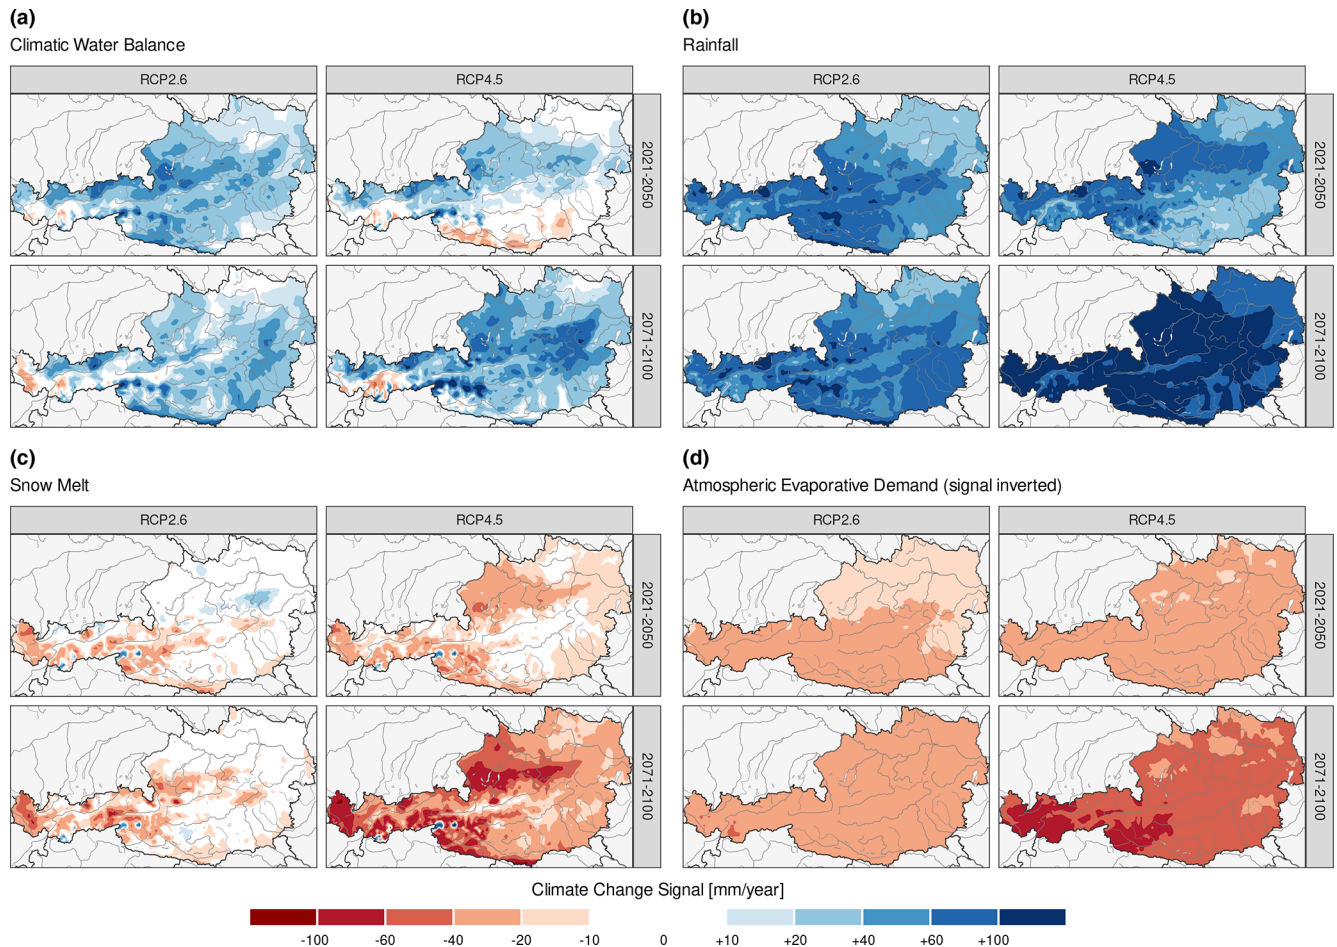 (a)
Climatic Water Balance
RCP2.6
RCP4.5
2021-2050
2071-2100
(b)
Rainfall
RCP2.6
RCP4.5
2021-2050
2071-2100
(c)
Snow Melt
RCP2.6
RCP4.5
2021-2050
2071-2100
(d)
Atmospheric Evaporative Demand (signal inverted)
RCP2.6
RCP4.5
2021-2050
2071-2100
Climate Change Signal [mm/year]
-100 -60 -40 -20 -10 0 +10 +20 +40 +60 +100